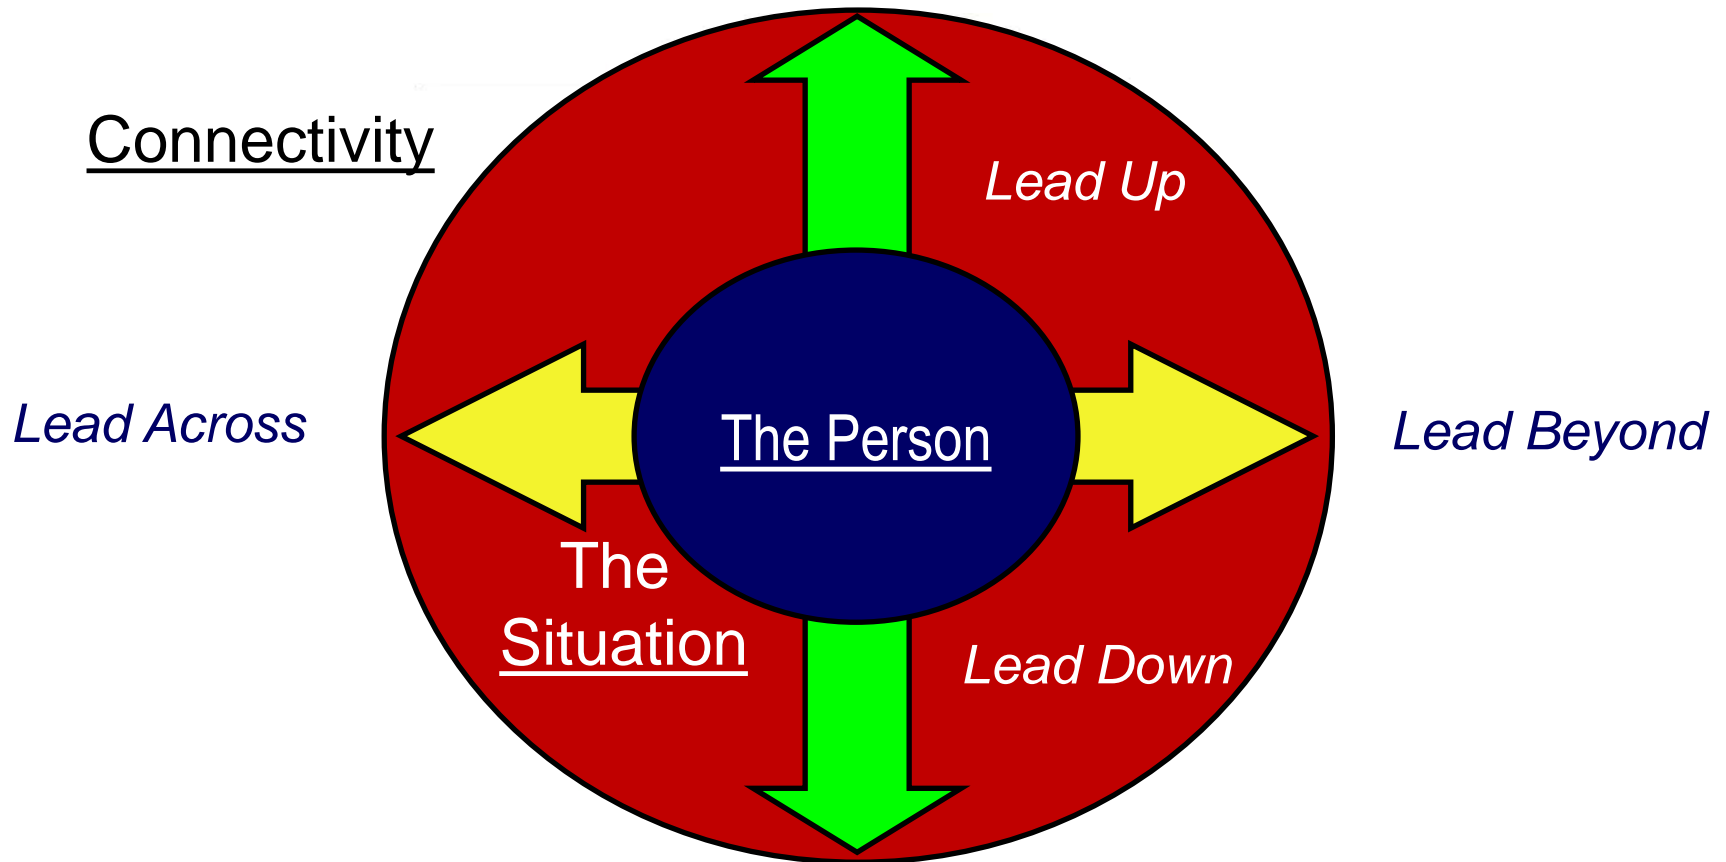 Connectivity
Lead Up
Lead Across
The Person
Lead Beyond
The
Situation
Lead Down